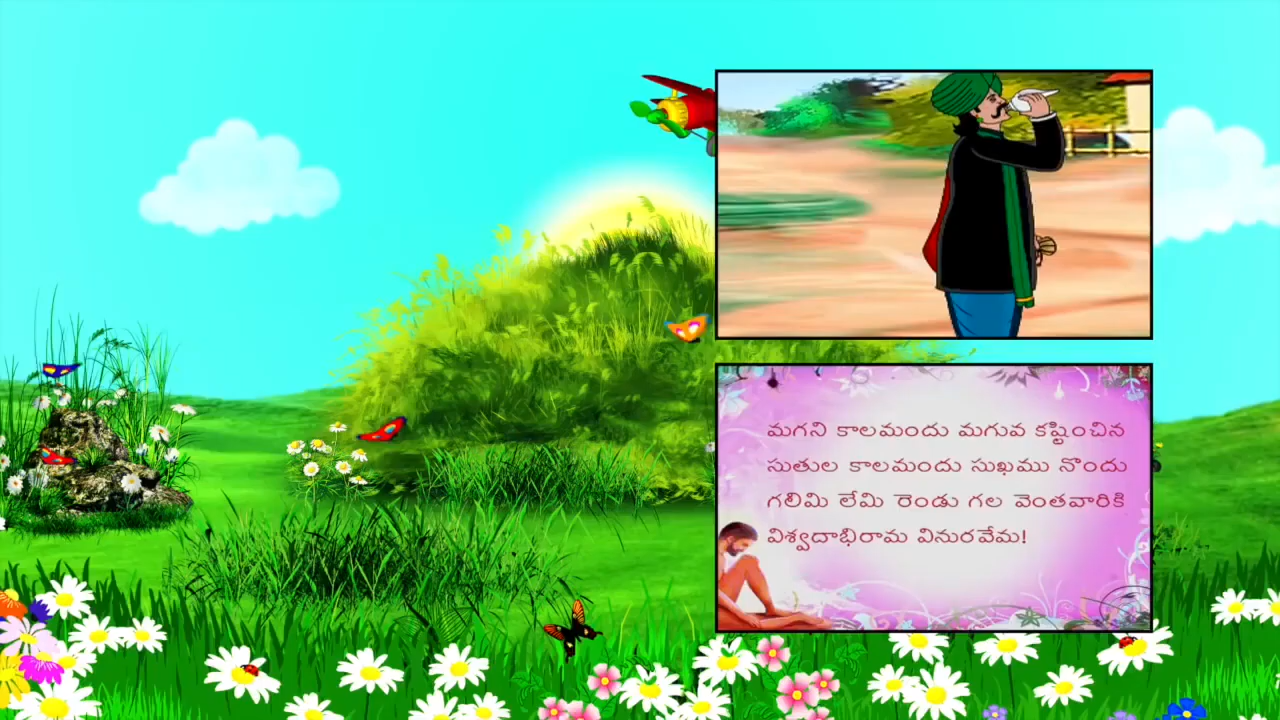 మగని కాలమందు మగువ కష్టించిన
సుతుల కాలమందు సుఖము నొందు
గలిమి లేమి రెండు గల వెంతవారికి
విశ్వదాభిరామ వినురవేమ!